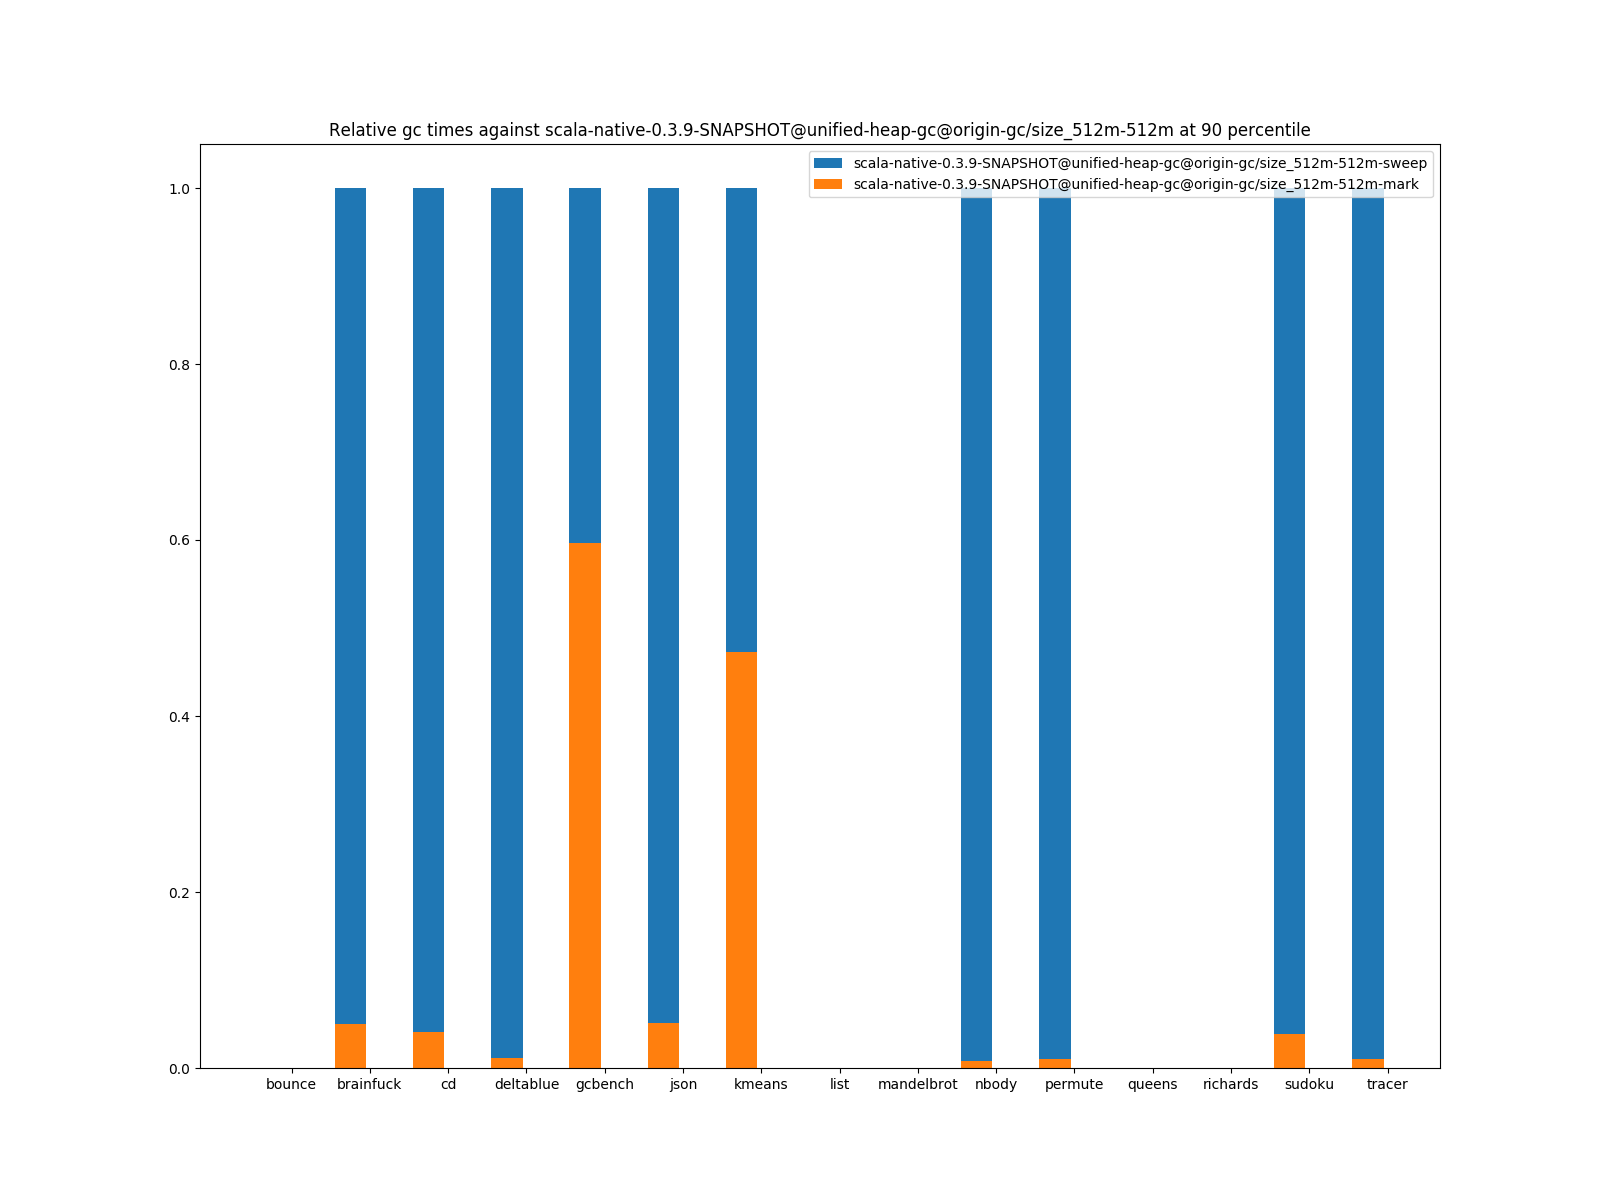 Relative gc times against scala-native-0.3.9-SNAPSHOT@unified-heap-gc@origin-gc/size_512m-512m at 90 percentile
scala-native-0.3.9-SNAPSHOT@unified-heap-gc@origin-gc/size_512m-512m-sweep
scala-native-0.3.9-SNAPSHOT@unified-heap-gc@origin-gc/size_512m-512m-mark
1.0
0.8
0.6
0.4
0.2
0.0
bounce brainfuck cd deltablue gcbench json kmeans list mandelbrot nbody permute queens richards sudoku tracer